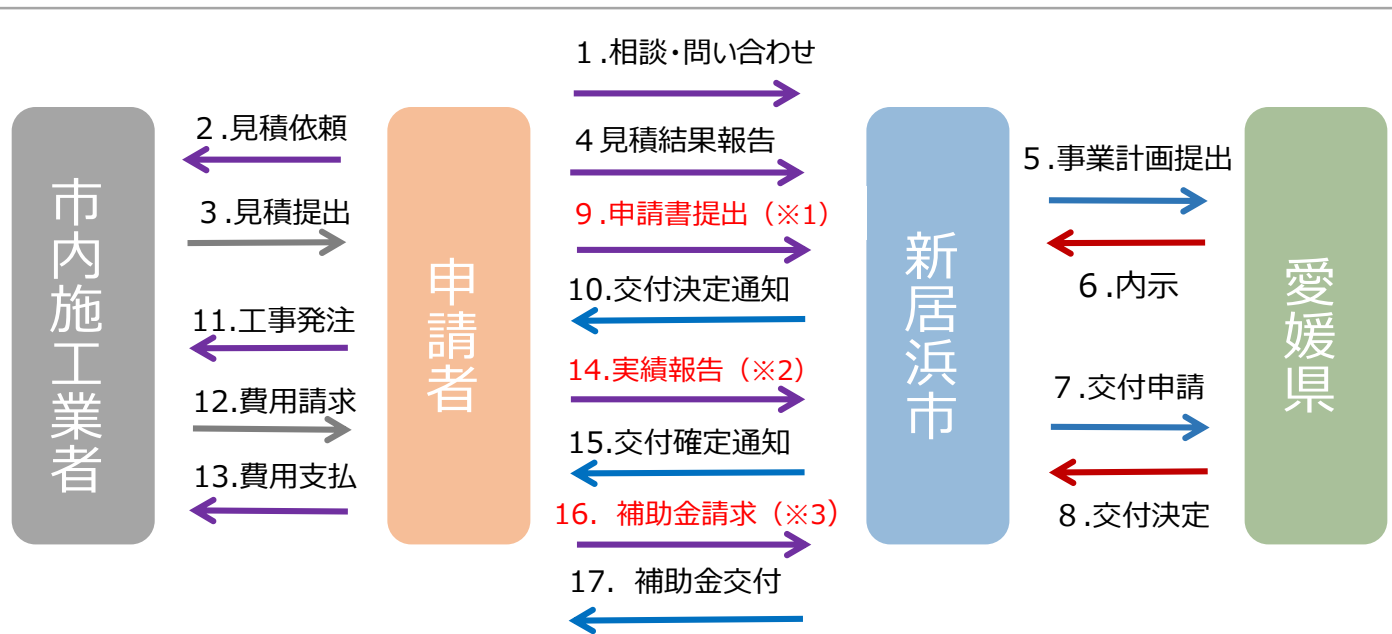 １.相談・問い合わせ
２.見積依頼
４見積結果報告
５.事業計画提出
３.見積提出
９.申請書提出（※1）
６.内示
10.交付決定通知
11.工事発注
14.実績報告（※2）
７.交付申請
12.費用請求
15.交付確定通知
13.費用支払
16．補助金請求（※3）
８.交付決定
17．補助金交付
市内施工業者
申請者
新居浜市
愛媛県